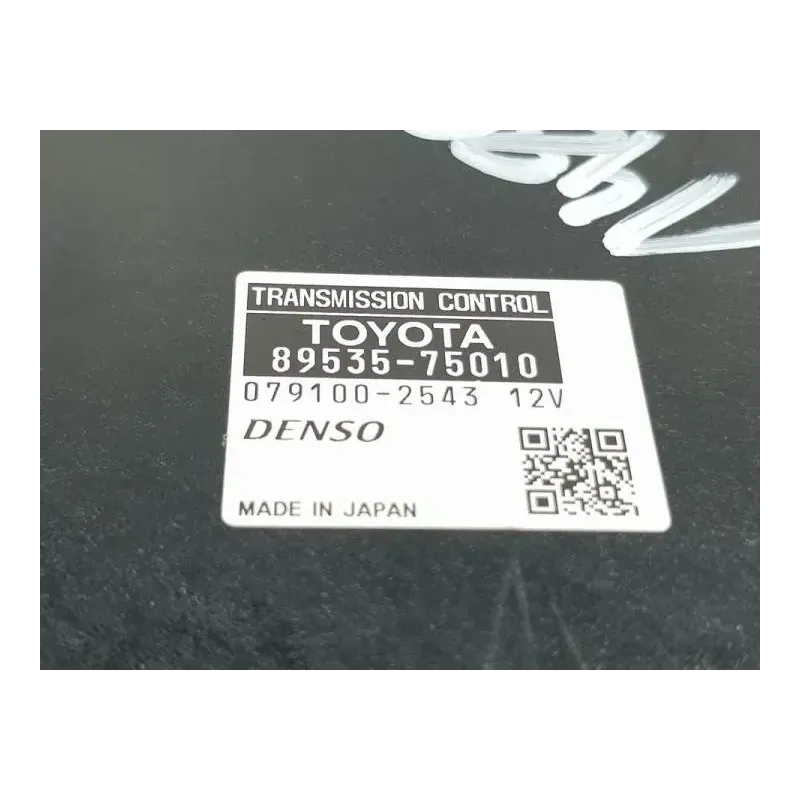 TRANSMISSION CONTROL
TOYOTA
89535-75010
079100-2543 12V
DENSO
MADE IN JAPAN